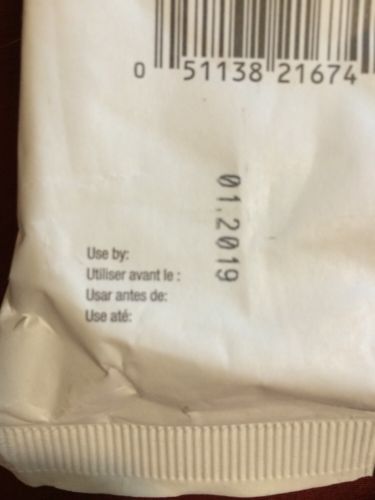 0 51138 21674
01.2019
Use by:
Utiliser avant le :
Usar antes de:
Use até: